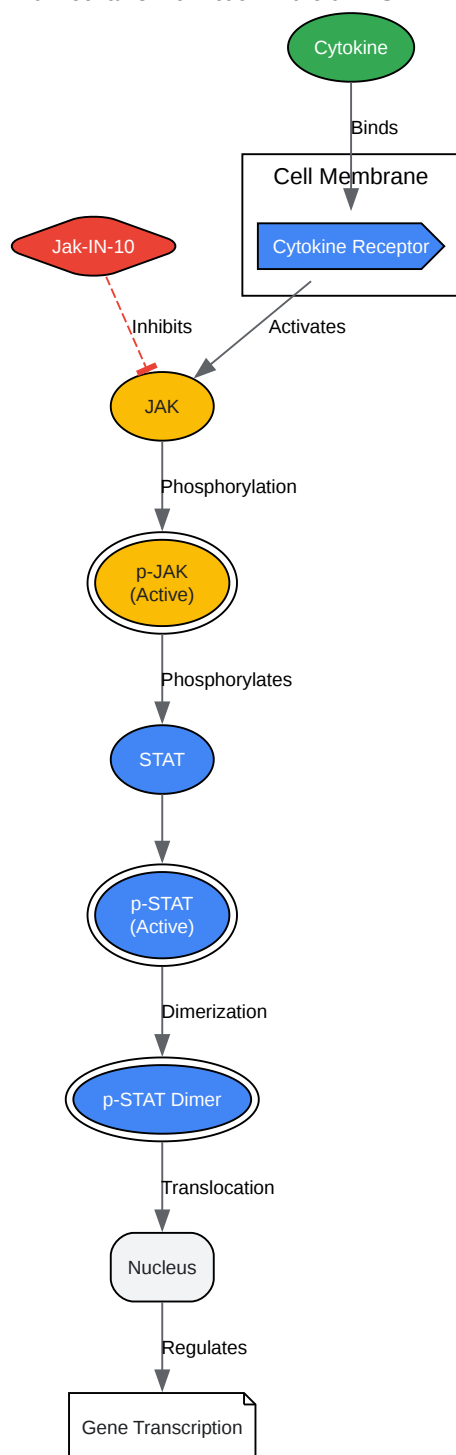 Cytokine
Binds
Cell Membrane
Cytokine Receptor
Jak-IN-10
Inhibits
Activates
JAK
Phosphorylation
p-JAK
(Active)
Phosphorylates
STAT
p-STAT
(Active)
Dimerization
p-STAT Dimer
Translocation
Nucleus
Regulates
Gene Transcription